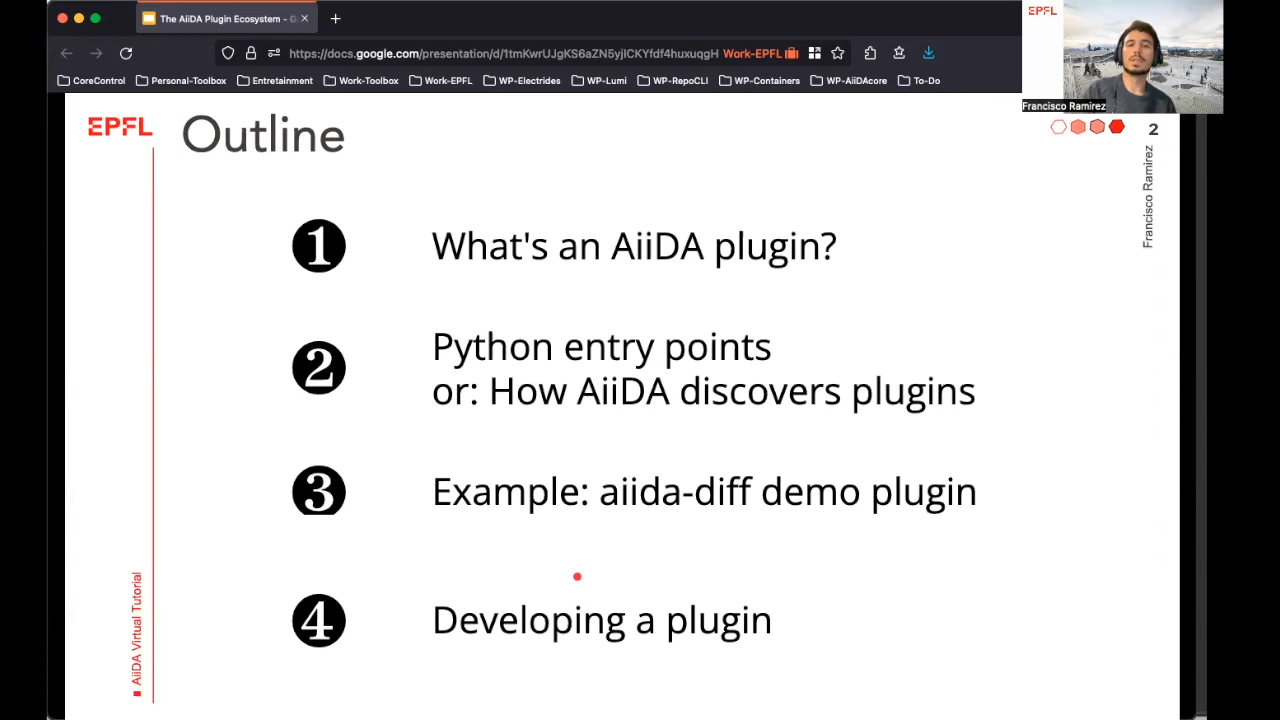 The AiiDA Plugin Ecosystem - G
https://docs.google.com/presentation/d/1tmKwrUJgKS6aZN5yjICKYfdf4huxuqgH
Work-EPFL
CoreControl
Personal-Toolbox
Entretainment
Work-Toolbox
Work-EPFL
WP-Electrides
WP-Lumi
WP-RepoCLI
WP-Containers
WP-AiiDAcore
To-Do
EPFL
Francisco Ramirez
EPFL
Outline
2
Francisco Ramirez
1
What's an AiiDA plugin?
2
Python entry points
or: How AiiDA discovers plugins
3
Example: aiida-diff demo plugin
4
Developing a plugin
AiiDA Virtual Tutorial